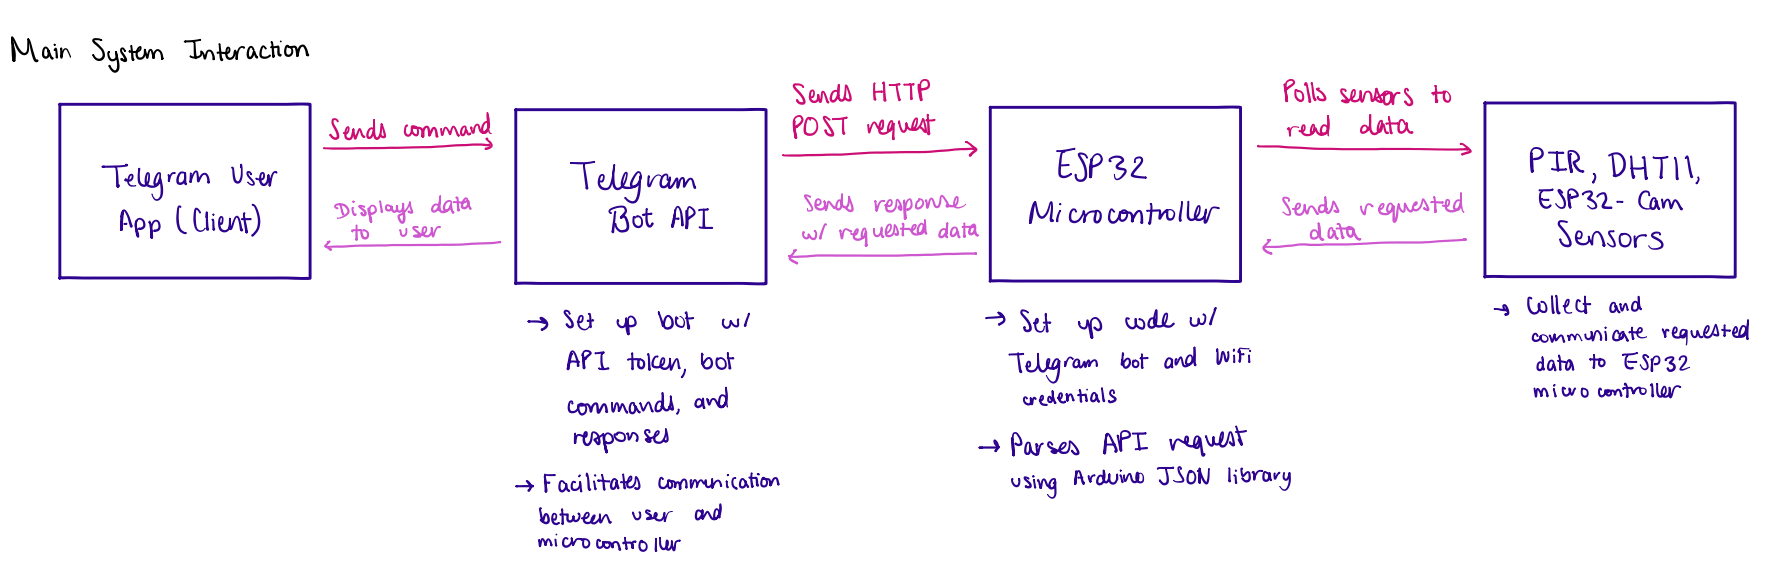 Main System Interaction
Telegram User
App (Client)
Sends command
Displays data
to user
Telegram
Bot API
→ Set up bot w/
API token, bot
commands, and
responses
→ Facilitates communication
between user and
microcontroller
Sends HTTP
POST request
Sends response
w/ requested data
ESP32
Microcontroller
→ Set up code w/
Telegram bot and WiFi
credentials
→ Parses API request
using Arduino JSON library
Polls sensors to
read data
Sends requested
data
PIR, DHT11,
ESP32-Cam
Sensors
→ Collect and
communicate requested
data to ESP32
microcontroller